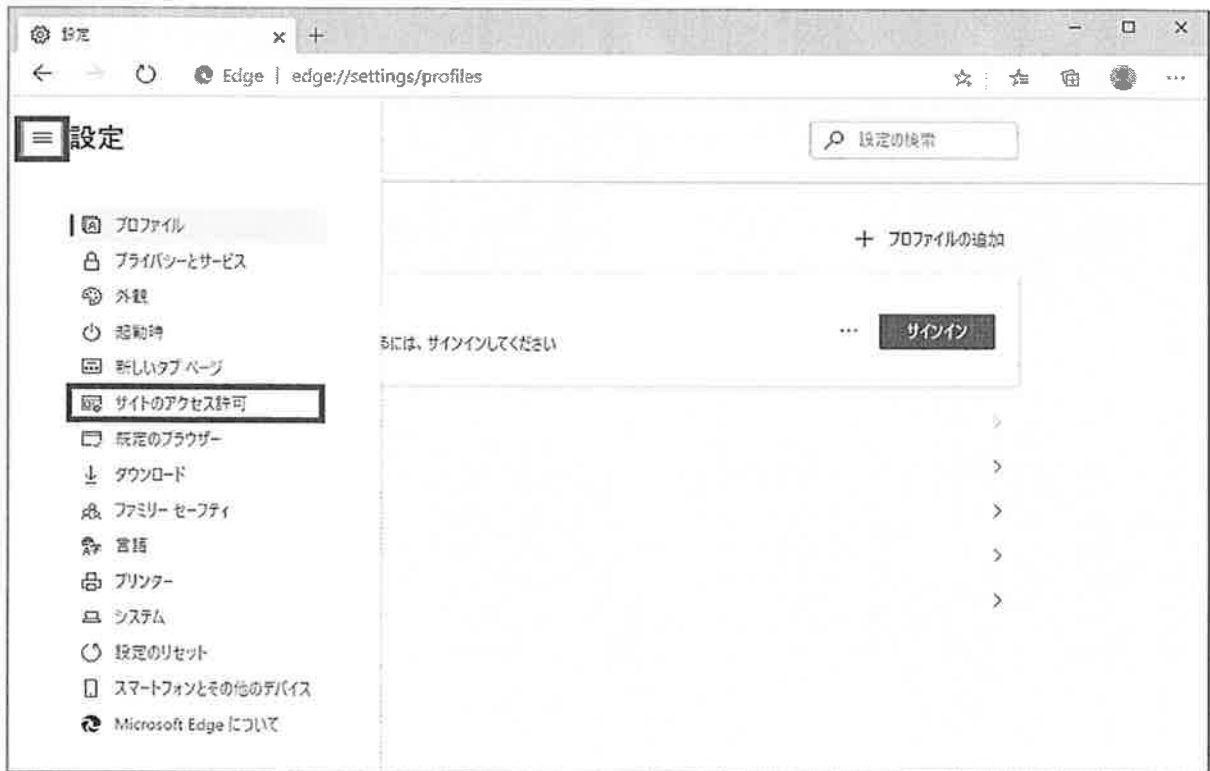 設定
Edge | edge://settings/profiles
設定
設定の検索
プロファイル
+ プロファイルの追加
プライバシーとサービス
外観
サインイン
起動時
るには、サインインしてください
新しいタブ ページ
サイトのアクセス許可
既定のブラウザー
ダウンロード
ファミリー セーフティ
言語
プリンター
システム
設定のリセット
スマートフォンとその他のデバイス
Microsoft Edge について